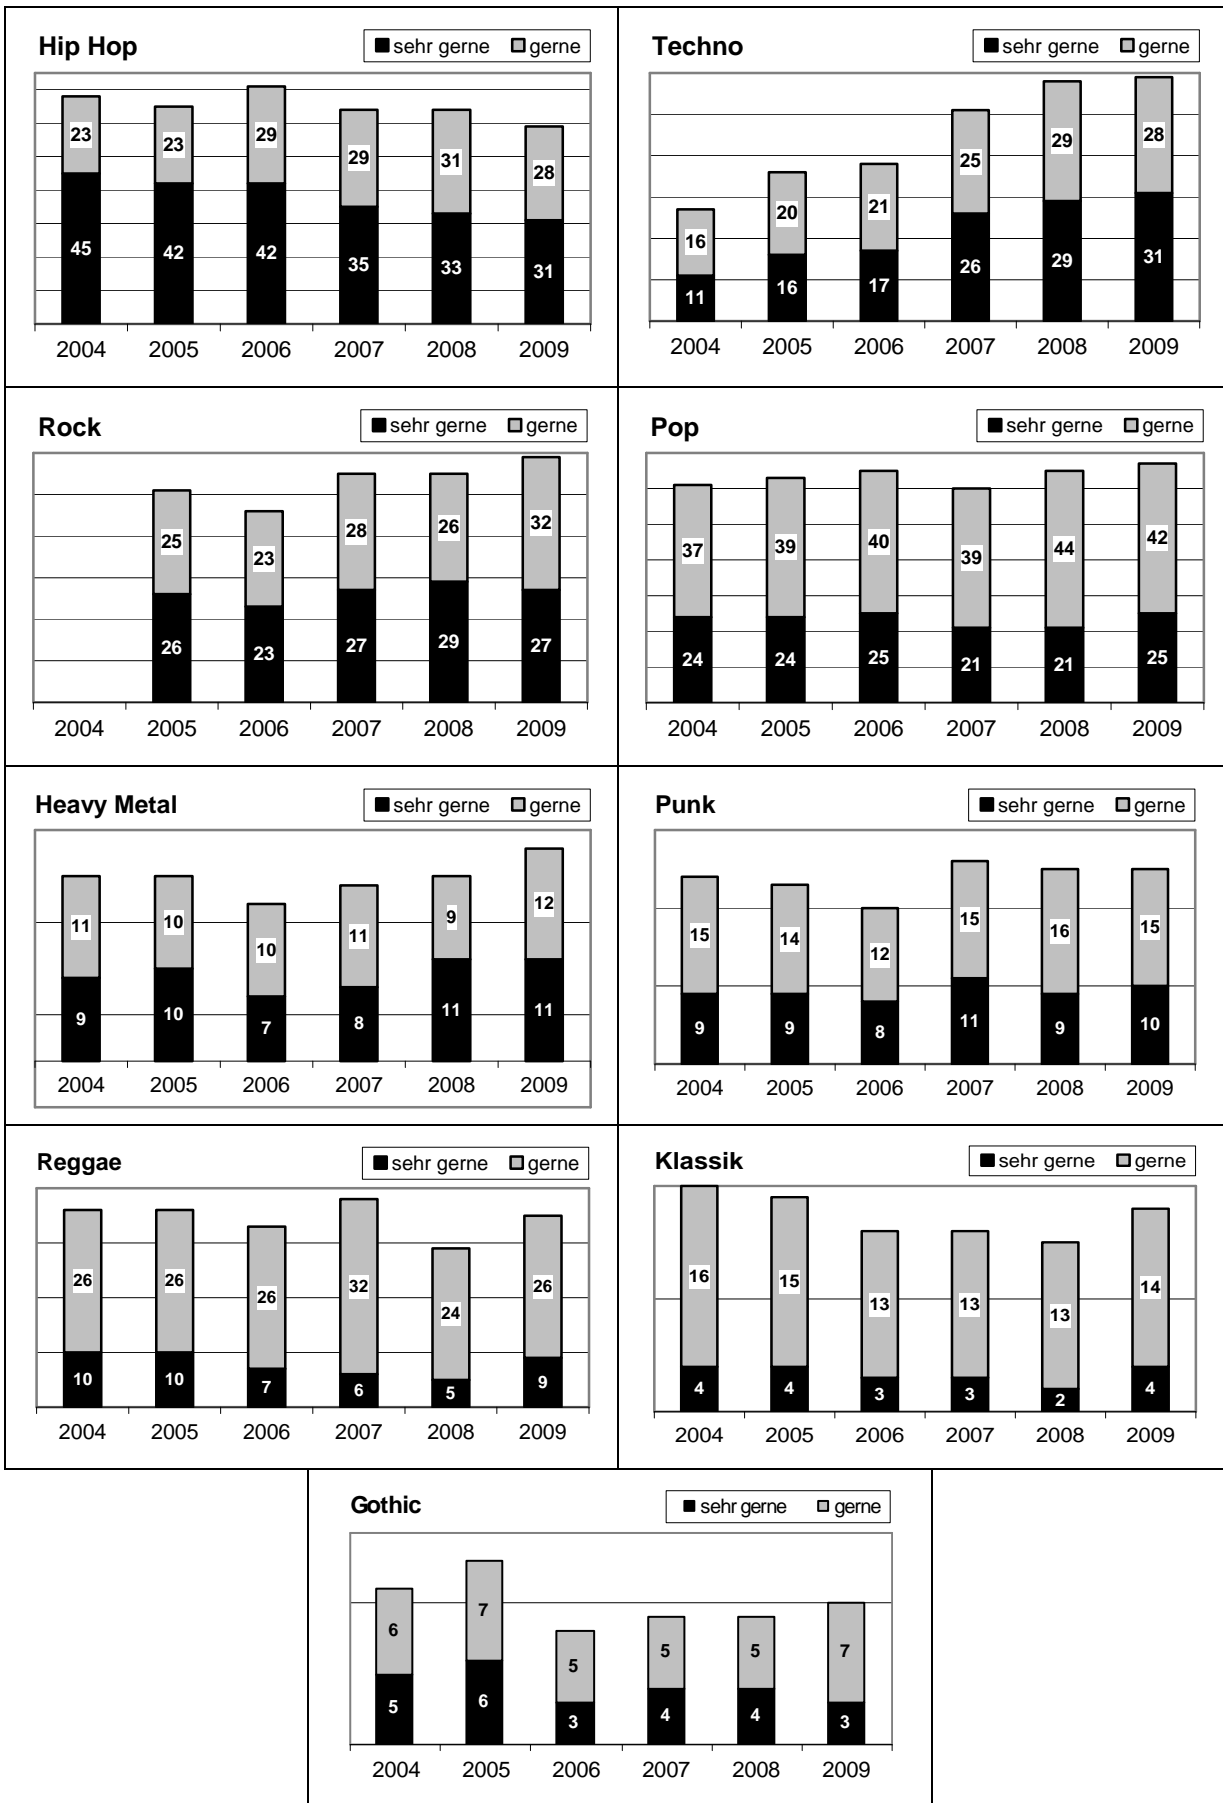 Hip Hop
sehr gerne gerne
23 23 29 29 31 28
45 42 42 35 33 31
2004 2005 2006 2007 2008 2009
Techno
sehr gerne gerne
16 20 21 25 29 28
11 16 17 26 29 31
2004 2005 2006 2007 2008 2009
Rock
sehr gerne gerne
25 23 28 26 32
26 23 27 29 27
2004 2005 2006 2007 2008 2009
Pop
sehr gerne gerne
37 39 40 39 44 42
24 24 25 21 21 25
2004 2005 2006 2007 2008 2009
Heavy Metal
sehr gerne gerne
11 10 10 11 9 12
9 10 7 8 11 11
2004 2005 2006 2007 2008 2009
Punk
sehr gerne gerne
15 14 12 15 16 15
9 9 8 11 9 10
2004 2005 2006 2007 2008 2009
Reggae
sehr gerne gerne
26 26 26 32 24 26
10 10 7 6 5 9
2004 2005 2006 2007 2008 2009
Klassik
sehr gerne gerne
16 15 13 13 13 14
4 4 3 3 2 4
2004 2005 2006 2007 2008 2009
Gothic
sehr gerne gerne
6 7 5 5 5 7
5 6 3 4 4 3
2004 2005 2006 2007 2008 2009